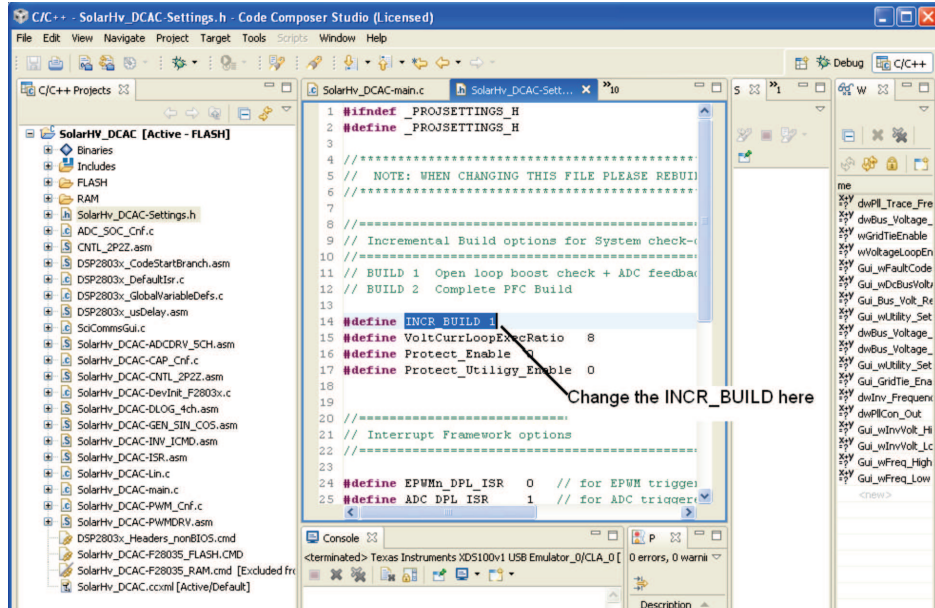 C/C++ - SolarHv_DCAC-Settings.h - Code Composer Studio (Licensed)
File Edit View Navigate Project Target Tools Scripts Window Help
Debug C/C++
C/C++ Projects
SolarHV_DCAC [Active - FLASH]
Binaries
Includes
FLASH
RAM
SolarHv_DCAC-Settings.h
ADC_SOC_Cnf.c
CNTL_2P2Z.asm
DSP2803x_CodeStartBranch.asm
DSP2803x_DefaultIsr.c
DSP2803x_GlobalVariableDefs.c
DSP2803x_usDelay.asm
SciCommsGui.c
SolarHv_DCAC-ADCDRV_5CH.asm
SolarHv_DCAC-CAP_Cnf.c
SolarHv_DCAC-CNTL_2P2Z.asm
SolarHv_DCAC-DevInit_F2803x.c
SolarHv_DCAC-DLOG_4ch.asm
SolarHv_DCAC-GEN_SIN_COS.asm
SolarHv_DCAC-INV_ICMD.asm
SolarHv_DCAC-ISR.asm
SolarHv_DCAC-Lin.c
SolarHv_DCAC-main.c
SolarHv_DCAC-PWM_Cnf.c
SolarHv_DCAC-PWMDRV.asm
DSP2803x_Headers_nonBIOS.cmd
SolarHv_DCAC-F28035_FLASH.CMD
SolarHv_DCAC-F28035_RAM.cmd [Excluded fr
SolarHv_DCAC.ccxml [Active/Default]
SolarHv_DCAC-main.c SolarHv_DCAC-Sett... 10
1 #ifndef _PROJSETTINGS_H
2 #define _PROJSETTINGS_H
3
4 //*********************************************
5 // NOTE: WHEN CHANGING THIS FILE PLEASE REBUI
6 //*********************************************
7
8 //=============================================
9 // Incremental Build options for System check-
10 //=============================================
11 // BUILD 1 Open loop boost check + ADC feedbac
12 // BUILD 2 Complete PFC Build
13
14 #define INCR_BUILD 1
15 #define VoltCurrLoopExecRatio 8
16 #define Protect_Enable 0
17 #define Protect_Utiligy_Enable 0
18
19
20 //===========================
21 // Interrupt Framework options
22 //=============================================
23
24 #define EPWMn_DPL_ISR 0 // for EPWM trigger
25 #define ADC_DPL_ISR 1 // for ADC triggere
Change the INCR_BUILD here
Console
<terminated> Texas Instruments XDS100v1 USB Emulator_0/CLA_0 [
P
0 errors, 0 warni
Description
S 1
W
me
dwPll_Trace_Fre
dwBus_Voltage_
wGridTieEnable
wVoltageLoopEn
Gui_wFaultCode
Gui_wDcBusVolt
Gui_Bus_Volt_Re
Gui_wUtility_Set
dwBus_Voltage_
dwBus_Voltage_
Gui_wUtility_Set
Gui_GridTie_Ena
dwInv_Frequenc
dwPllCon_Out
Gui_wInvVolt_Hi
Gui_wInvVolt_Lc
Gui_wFreq_High
Gui_wFreq_Low
<new>